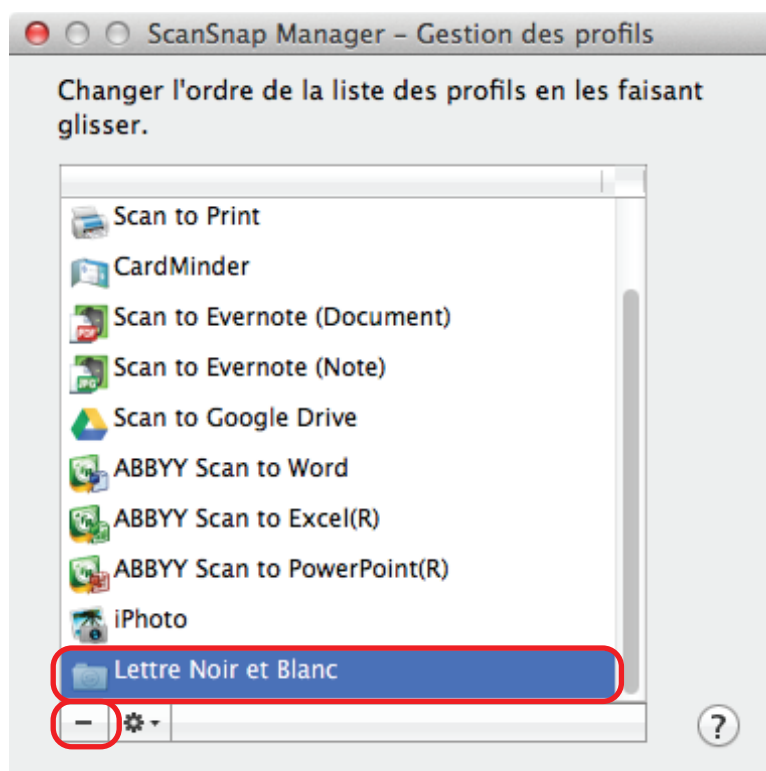 ScanSnap Manager – Gestion des profils
Changer l'ordre de la liste des profils en les faisant
glisser.
Scan to Print
CardMinder
Scan to Evernote (Document)
PDF
Scan to Evernote (Note)
JPG
Scan to Google Drive
ABBYY Scan to Word
ABBYY Scan to Excel(R)
ABBYY Scan to PowerPoint(R)
iPhoto
Lettre Noir et Blanc
− ?